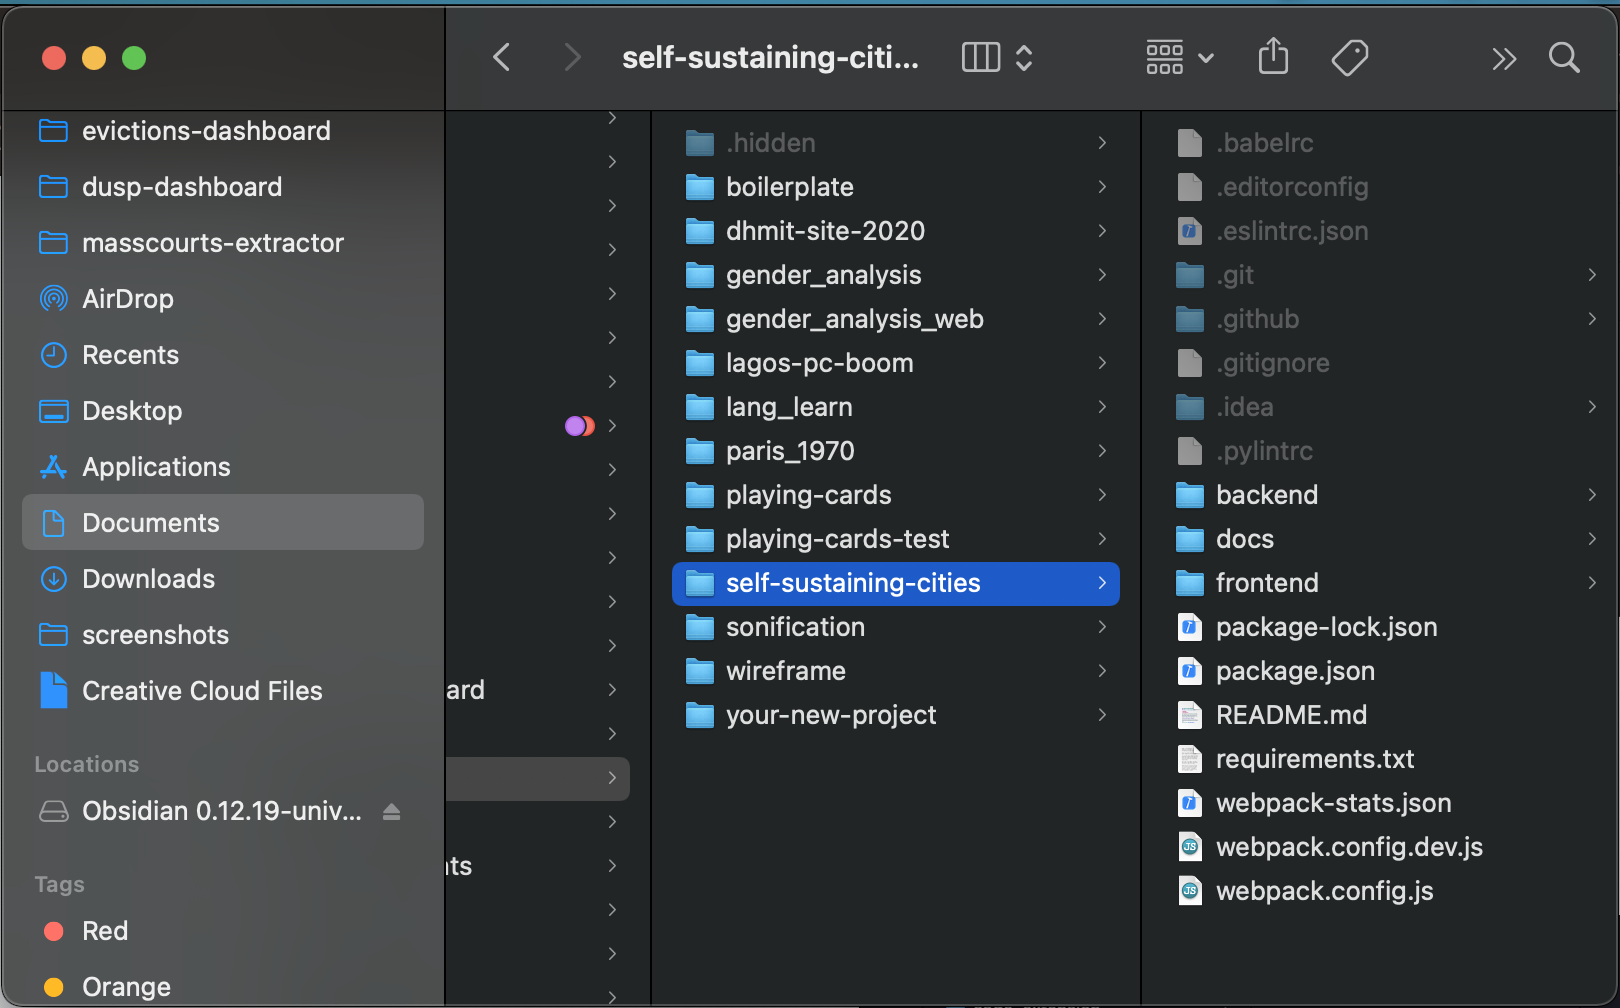 self-sustaining-citi...
evictions-dashboard
dusp-dashboard
masscourts-extractor
AirDrop
Recents
Desktop
Applications
Documents
Downloads
screenshots
Creative Cloud Files
Locations
Obsidian 0.12.19-univ...
Tags
Red
Orange
ard
nts
.hidden
boilerplate
dhmit-site-2020
gender_analysis
gender_analysis_web
lagos-pc-boom
lang_learn
paris_1970
playing-cards
playing-cards-test
self-sustaining-cities
sonification
wireframe
your-new-project
.babelrc
.editorconfig
.eslintrc.json
.git
.github
.gitignore
.idea
.pylintrc
backend
docs
frontend
package-lock.json
package.json
README.md
requirements.txt
webpack-stats.json
webpack.config.dev.js
webpack.config.js